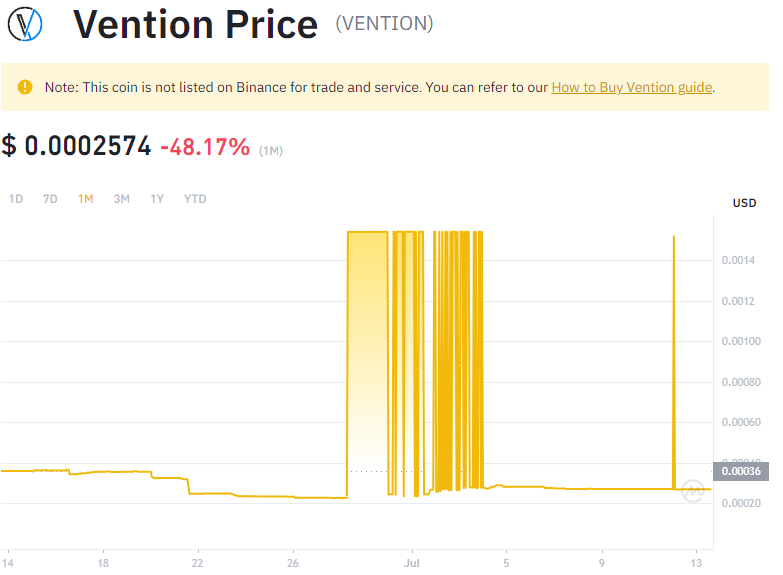 Vention Price (VENTION)
Note: This coin is not listed on Binance for trade and service. You can refer to our How to Buy Vention guide.
$ 0.0002574 -48.17% (1M)
1D 7D 1M 3M 1Y YTD
USD
0.0014
0.0012
0.00100
0.00080
0.00060
0.00036
0.00020
14 18 22 26 Jul 5 9 13